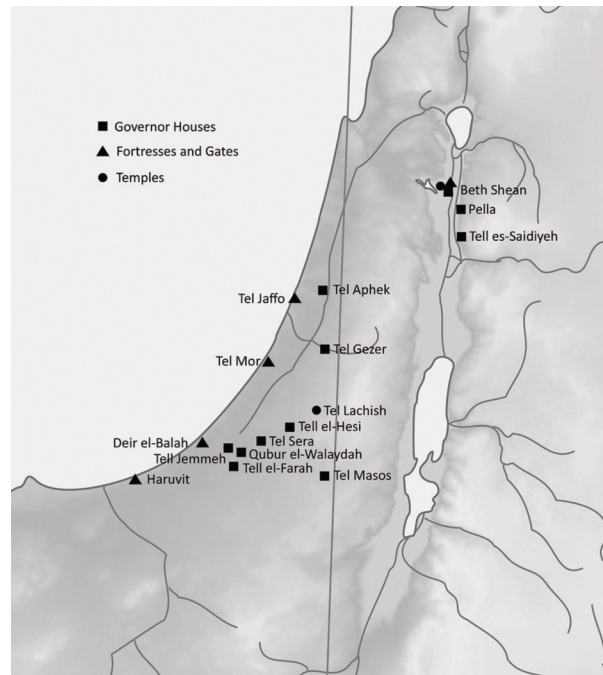 Governor Houses
Fortresses and Gates
Temples
Beth Shean
Pella
Tell es-Saidiyeh
Tel Aphek
Tel Jaffo
Tel Gezer
Tel Mor
Tel Lachish
Tell el-Hesi
Deir el-Balah
Tel Sera
Qubur el-Walaydah
Tell Jemmeh
Tell el-Farah
Tel Masos
Haruvit